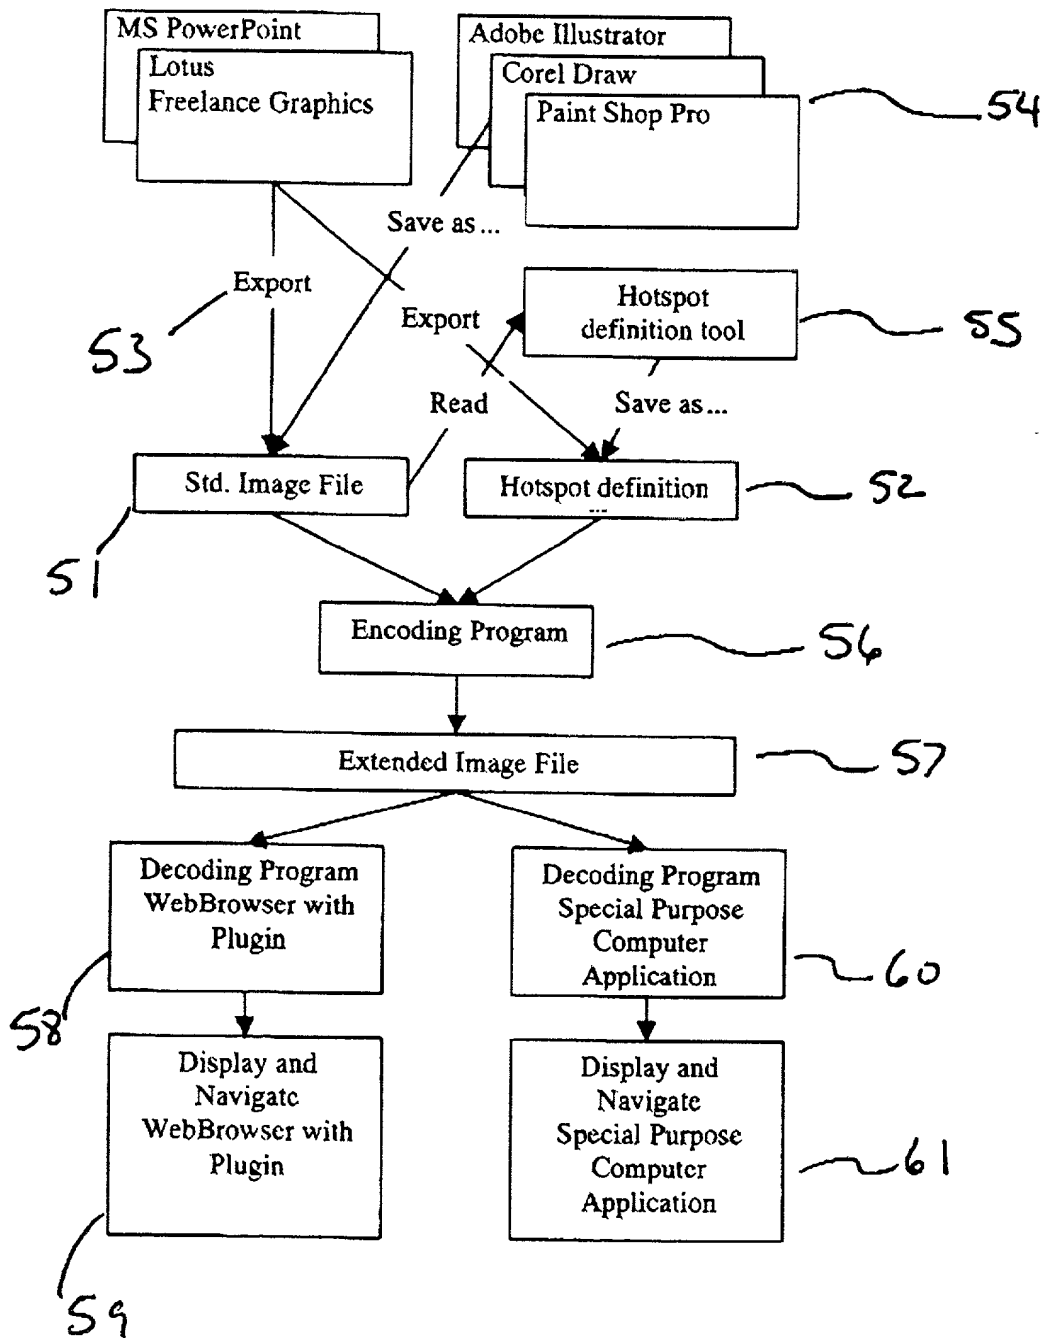 MS PowerPoint
Lotus
Freelance Graphics
Adobe Illustrator
Corel Draw
Paint Shop Pro
54
Save as...
Export
53
Export
Hotspot
definition tool
55
Read
Save as...
Std. Image File
51
Hotspot definition
...
52
Encoding Program
56
Extended Image File
57
Decoding Program
WebBrowser with
Plugin
58
Decoding Program
Special Purpose
Computer
Application
60
Display and
Navigate
WebBrowser with
Plugin
59
Display and
Navigate
Special Purpose
Computer
Application
61